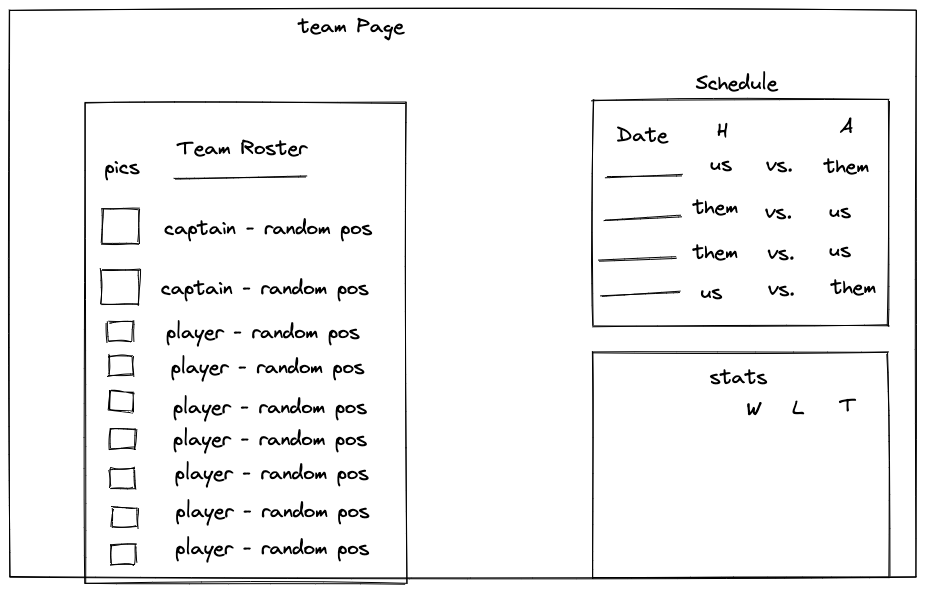 team Page
Team Roster
pics
captain - random pos
captain - random pos
player - random pos
player - random pos
player - random pos
player - random pos
player - random pos
player - random pos
player - random pos
Schedule
Date H A
us vs. them
them vs. us
them vs. us
us vs. them
stats
W L T